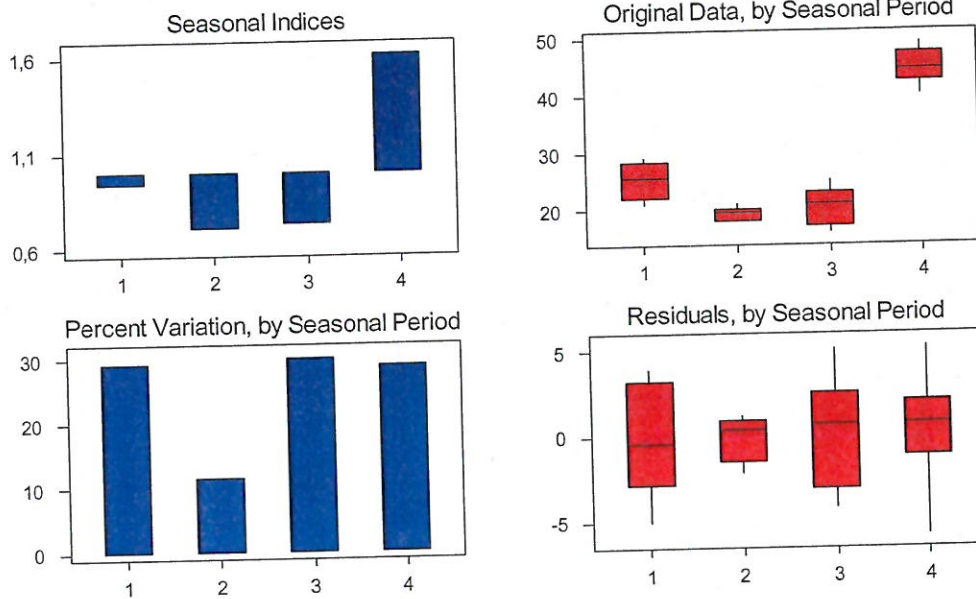 Seasonal Indices
1,6
1,1
0,6
1 2 3 4
Original Data, by Seasonal Period
50
40
30
20
1 2 3 4
Percent Variation, by Seasonal Period
30
20
10
0
1 2 3 4
Residuals, by Seasonal Period
5
0
-5
1 2 3 4